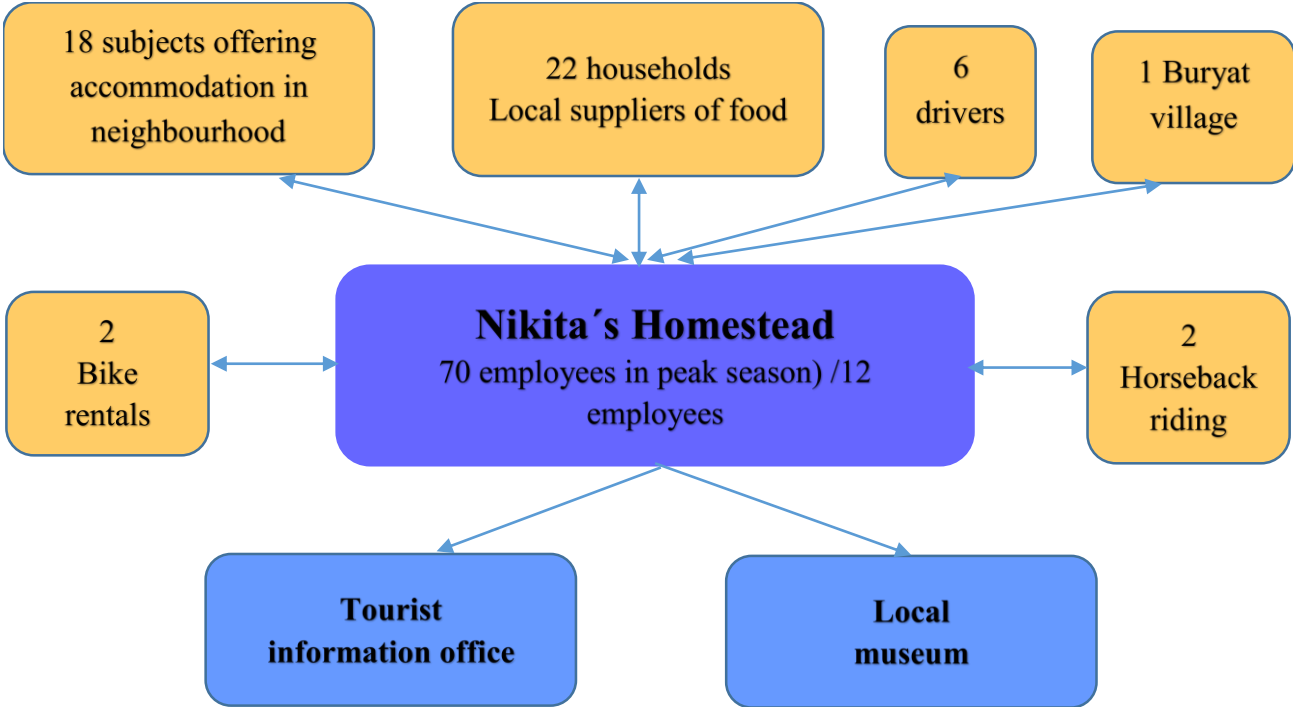 18 subjects offering
accommodation in
neighbourhood
22 households
Local suppliers of food
6
drivers
1 Buryat
village
2
Bike
rentals
Nikita´s Homestead
70 employees in peak season) /12
employees
2
Horseback
riding
Tourist
information office
Local
museum